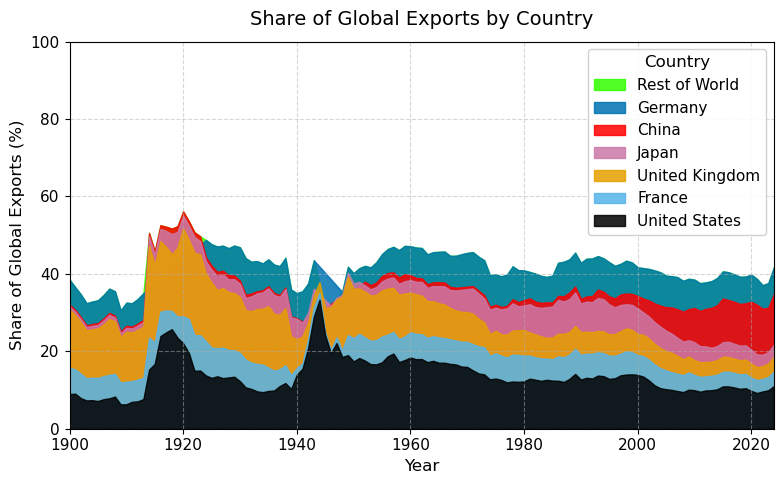 Share of Global Exports by Country
Share of Global Exports (%)
100
80
60
40
20
0
Country
Rest of World
Germany
China
Japan
United Kingdom
France
United States
1900
1920
1940
1960
1980
2000
2020
Year